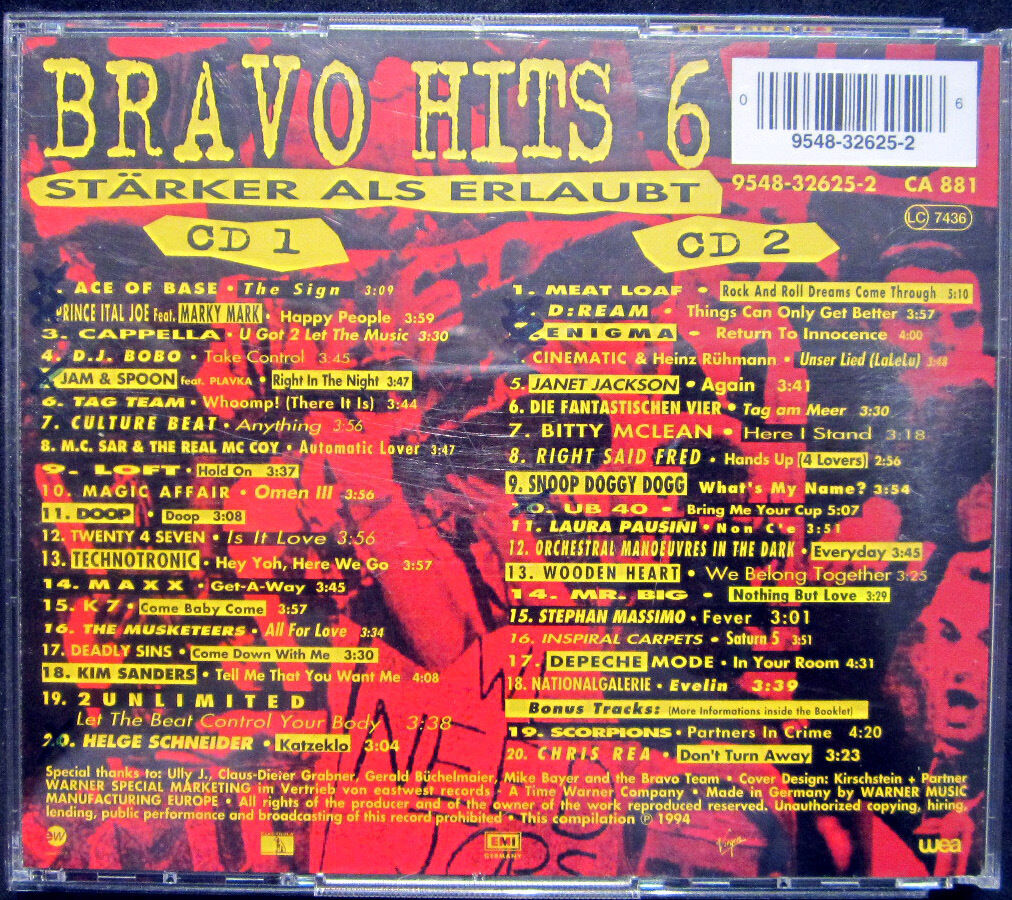 BRAVO HITS 6
0 9548-32625-2 6
STÄRKER ALS ERLAUBT
9548-32625-2 CA 881
LC 7436
CD 1
. ACE OF BASE • The Sign 3:09
. PRINCE ITAL JOE Feat. MARKY MARK • Happy People 3:59
3. CAPPELLA • U Got 2 Let The Music 3:30
4. D.J. BOBO • Take Control 3:45
JAM & SPOON feat. PLAVKA • Right In The Night 3:47
6. TAG TEAM • Whoomp! (There It Is) 3:44
7. CULTURE BEAT • Anything 3:56
8. M.C. SAR & THE REAL MC COY • Automatic Lover 3:47
9. LOFT • Hold On 3:37
10. MAGIC AFFAIR • Omen III 3:56
11. DOOP • Doop 3:08
12. TWENTY 4 SEVEN • Is It Love 3:56
13. TECHNOTRONIC • Hey Yoh, Here We Go 3:57
14. MAXX • Get-A-Way 3:45
15. K7 • Come Baby Come 3:57
16. THE MUSKETEERS • All For Love 3:34
17. DEADLY SINS • Come Down With Me 3:30
18. KIM SANDERS • Tell Me That You Want Me 4:08
19. 2 UNLIMITED
Let The Beat Control Your Body 3:38
20. HELGE SCHNEIDER • Katzeklo 3:04
CD 2
1. MEAT LOAF • Rock And Roll Dreams Come Through 5:10
. D:REAM • Things Can Only Get Better 3:57
ENIGMA - Return To Innocence 4:00
. CINEMATIC & Heinz Rühmann • Unser Lied (LaLeLu) 3:48
5. JANET JACKSON • Again 3:41
6. DIE FANTASTISCHEN VIER • Tag am Meer 3:30
7. BITTY MCLEAN • Here I Stand 3:18
8. RIGHT SAID FRED • Hands Up (4 Lovers) 2:56
9. SNOOP DOGGY DOGG What's My Name? 3:54
10. UB 40 • Bring Me Your Cup 5:07
11. LAURA PAUSINI • Non C'e 3:51
12. ORCHESTRAL MANOEUVRES IN THE DARK • Everyday 3:45
13. WOODEN HEART • We Belong Together 3:25
14. MR. BIG • Nothing But Love 3:29
15. STEPHAN MASSIMO • Fever 3:01
16. INSPIRAL CARPETS • Saturn 5 3:51
17. DEPECHE MODE • In Your Room 4:31
18. NATIONALGALERIE • Evelin 3:39
Bonus Tracks: (More Informations inside the Booklet)
19. SCORPIONS • Partners In Crime 4:20
20. CHRIS REA • Don't Turn Away 3:23
Special thanks to: Ully J., Claus-Dieier Grabner, Gerald Büchelmaier, Mike Bayer and the Bravo Team • Cover Design: Kirschstein + Partner
WARNER SPECIAL MARKETING im Vertrieb von eastwest records • A Time Warner Company • Made in Germany by WARNER MUSIC
MANUFACTURING EUROPE • All rights of the producer and of the owner of the work reproduced reserved. Unauthorized copying, hiring,
lending, public performance and broadcasting of this record prohibited • This compilation ℗ 1994
ew
EMI
GERMANY
Virgin
wea